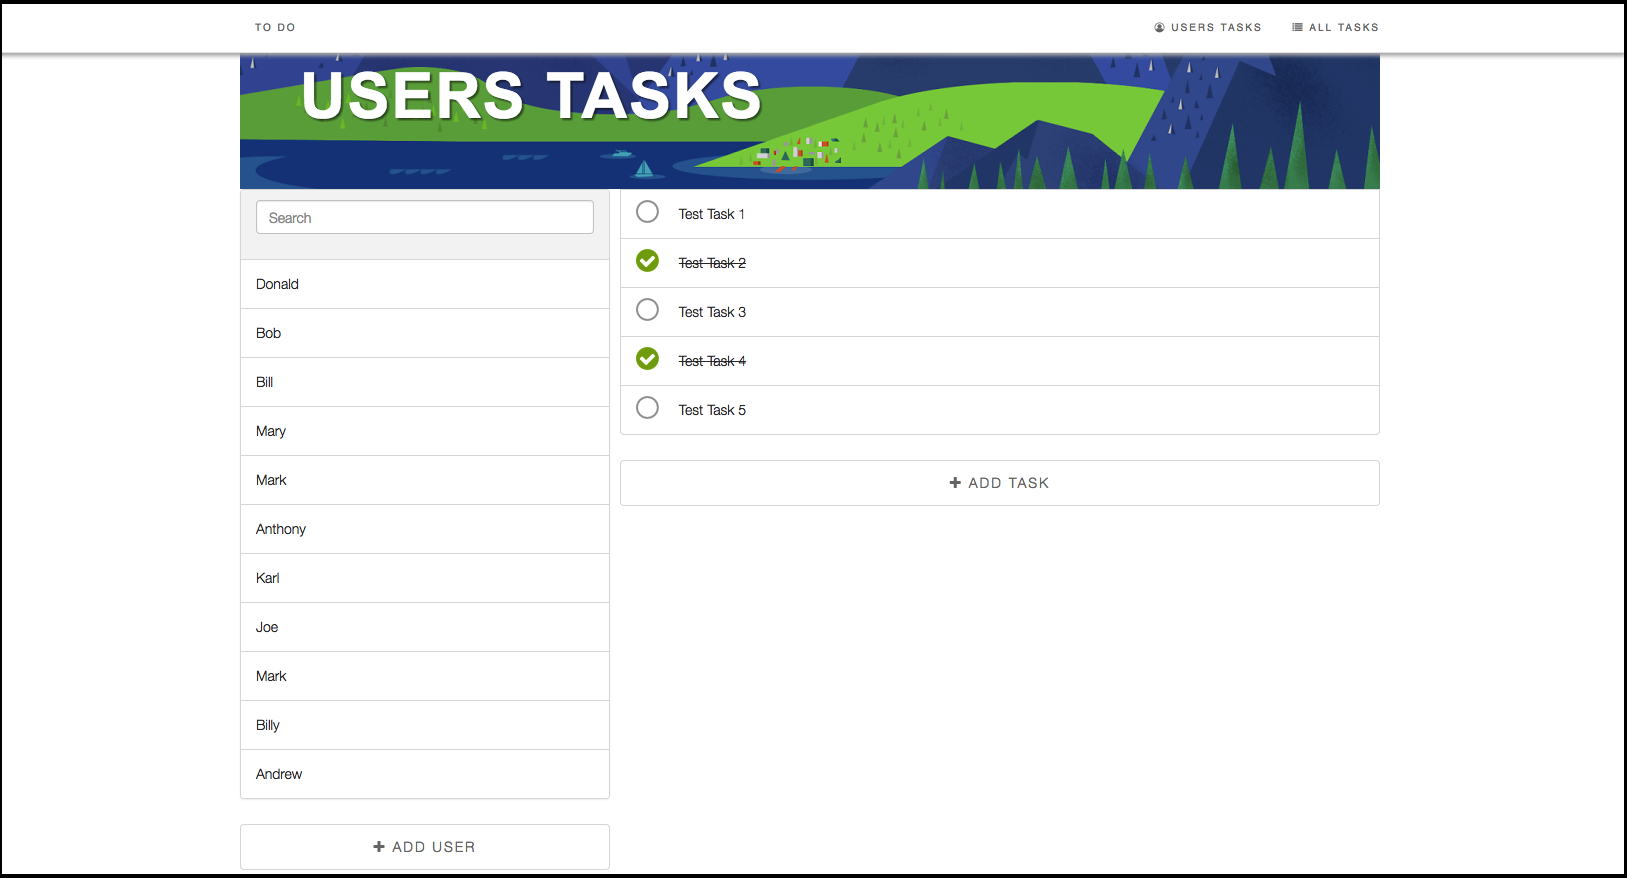 TO DO
USERS TASKS
ALL TASKS
USERS TASKS
Search
Donald
Bob
Bill
Mary
Mark
Anthony
Karl
Joe
Mark
Billy
Andrew
ADD USER
Test Task 1
Test Task 2
Test Task 3
Test Task 4
Test Task 5
ADD TASK